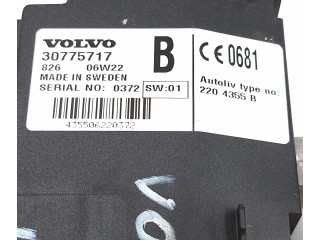 VOLVO
30775717
826 06W22
MADE IN SWEDEN
SERIAL NO: 0372 SW:01
435506220372
B
CE 0681
Autoliv type no:
220 4355 B
VO